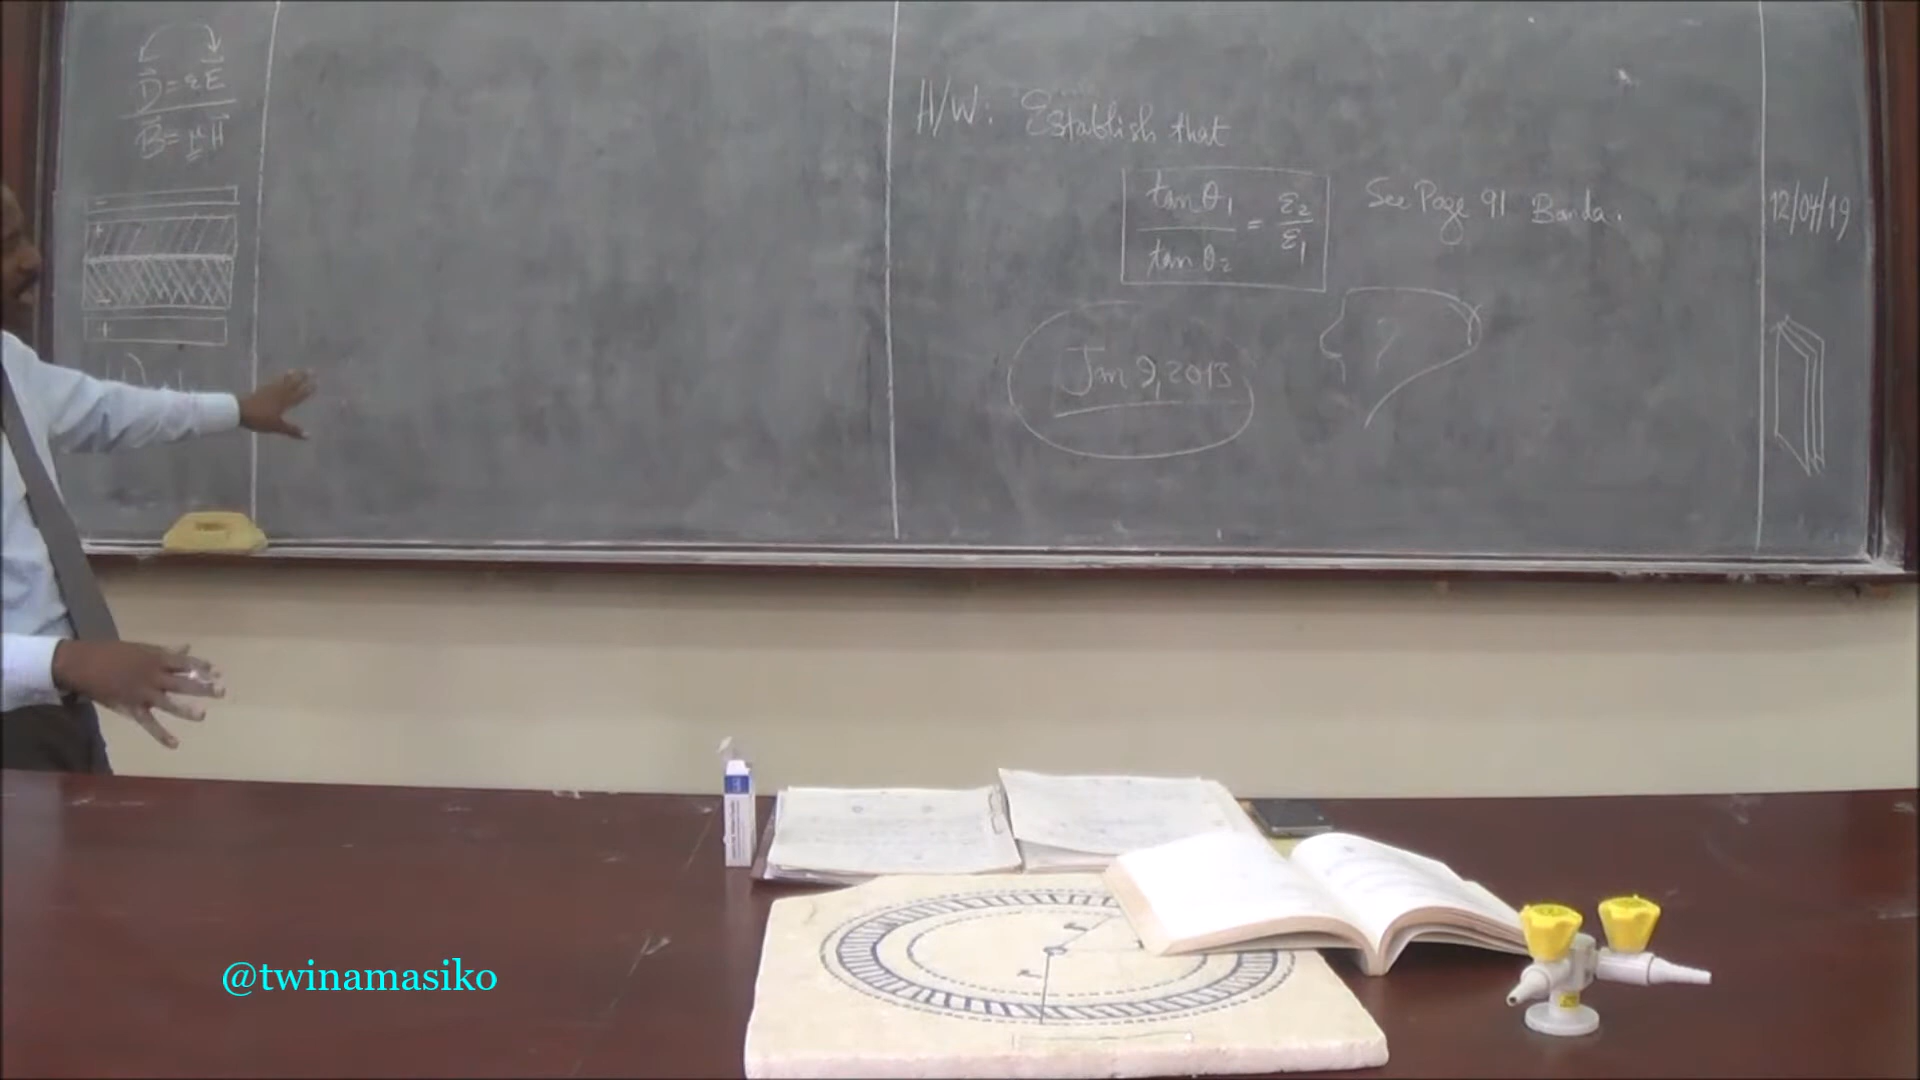 D = εE
B = μH
H/W: Establish that
tan θ₁ / tan θ₂ = ε₂ / ε₁
See Page 91 Banda.
Jan 9, 2013
12/04/19
@twinamasiko